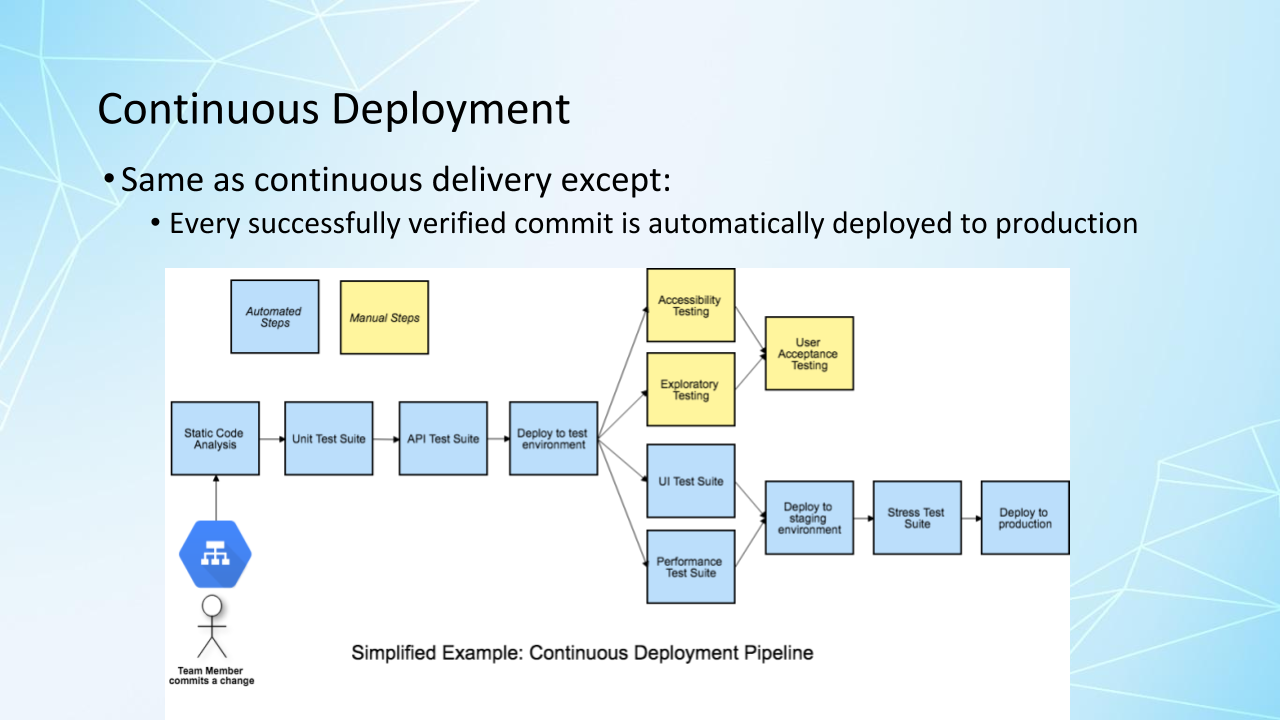 Continuous Deployment
• Same as continuous delivery except:
• Every successfully verified commit is automatically deployed to production
Automated
Steps
Manual Steps
Accessibility
Testing
User
Acceptance
Testing
Exploratory
Testing
Static Code
Analysis
Unit Test Suite
API Test Suite
Deploy to test
environment
UI Test Suite
Performance
Test Suite
Deploy to
staging
environment
Stress Test
Suite
Deploy to
production
Team Member
commits a change
Simplified Example: Continuous Deployment Pipeline